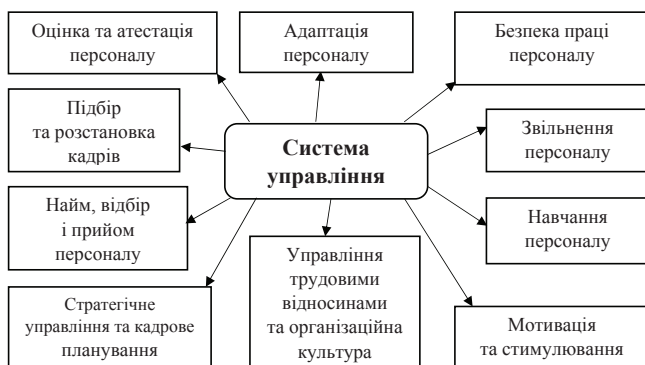 Оцінка та атестація
персоналу
Адаптація
персоналу
Безпека праці
персоналу
Підбір
та розстановка
кадрів
Система
управління
Звільнення
персоналу
Найм, відбір
і прийом
персоналу
Навчання
персоналу
Управління
трудовими
відносинами
та організаційна
культура
Стратегічне
управління та кадрове
планування
Мотивація
та стимулювання